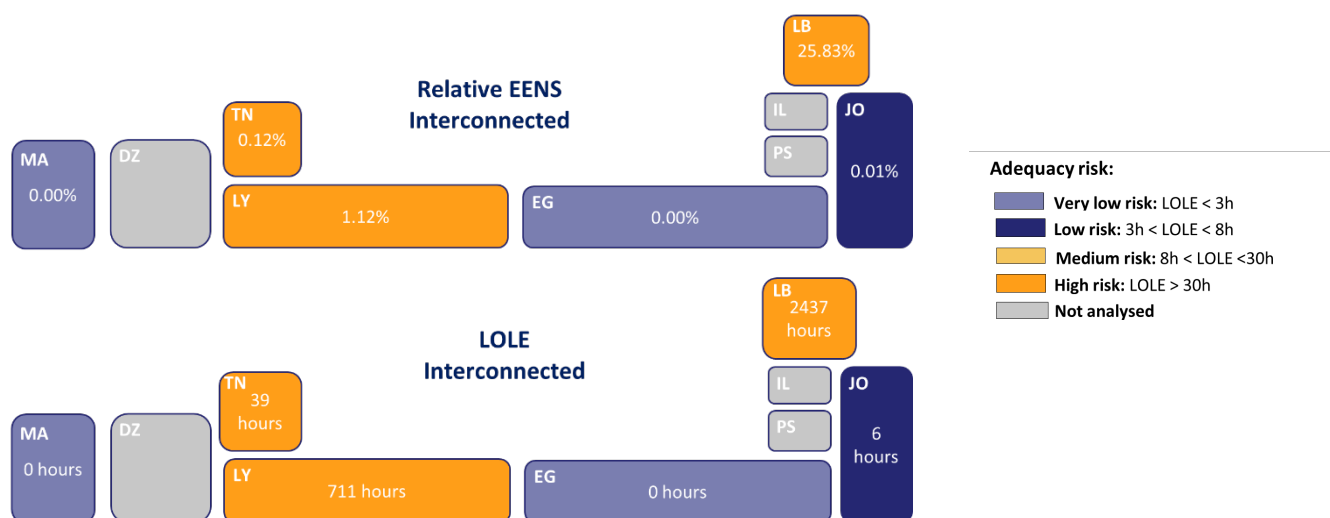 LB
25.83%
Relative EENS
Interconnected
IL
JO
TN
0.12%
PS
MA
0.00%
DZ
0.01%
LY
1.12%
EG
0.00%
Adequacy risk:
Very low risk: LOLE < 3h
Low risk: 3h < LOLE < 8h
Medium risk: 8h < LOLE <30h
High risk: LOLE > 30h
Not analysed
LB
2437
hours
LOLE
Interconnected
IL
JO
TN
39
hours
PS
MA
0 hours
DZ
6
hours
LY
711 hours
EG
0 hours